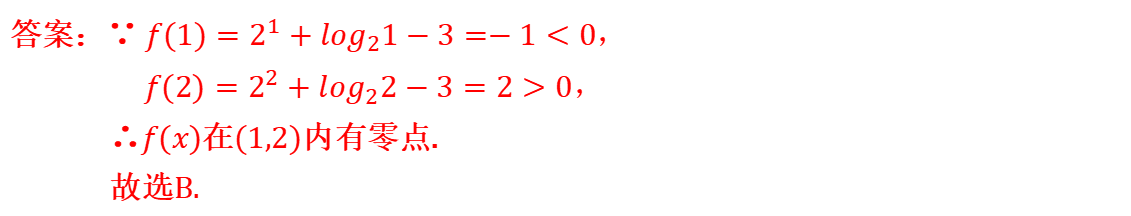 答案：∵ f(1) = 2¹ + log₂1 − 3 =− 1 < 0，
f(2) = 2² + log₂2 − 3 = 2 > 0，
∴f(x)在(1,2)内有零点.
故选B.